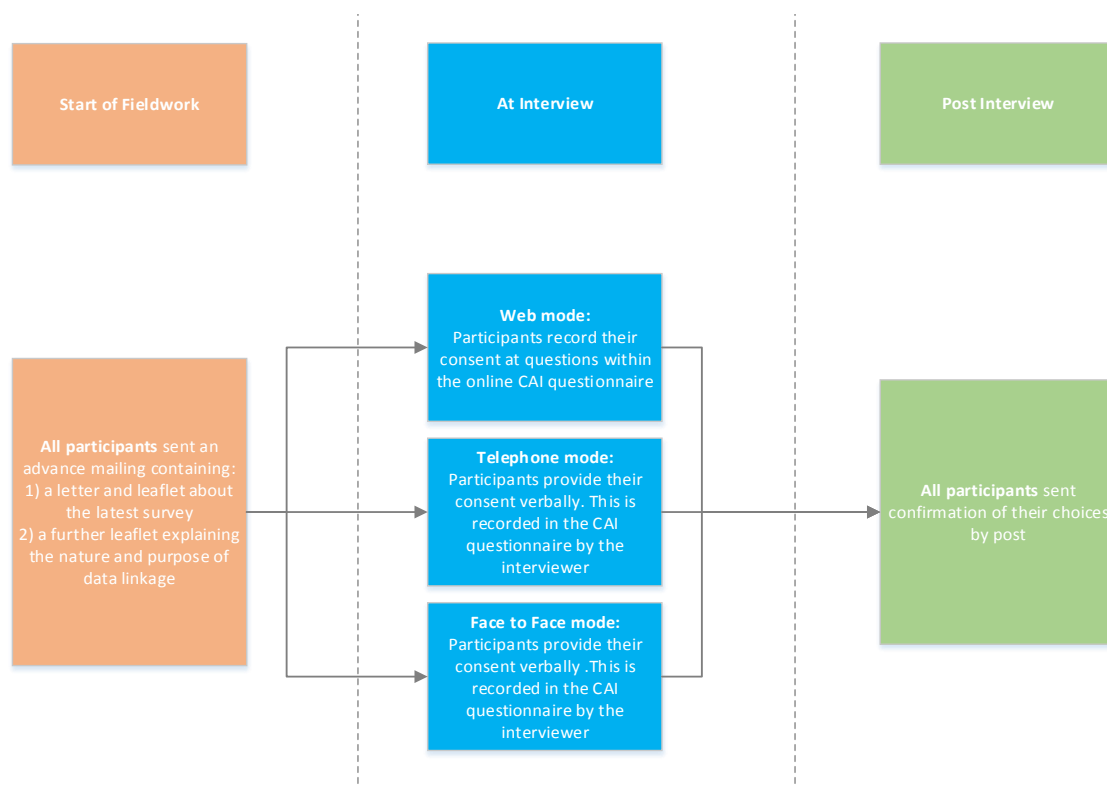 Start of Fieldwork
At Interview
Post Interview
All participants sent an
advance mailing containing:
1) a letter and leaflet about
the latest survey
2) a further leaflet explaining
the nature and purpose of
data linkage
Web mode:
Participants record their
consent at questions within
the online CAI questionnaire
Telephone mode:
Participants provide their
consent verbally. This is
recorded in the CAI
questionnaire by the
interviewer
Face to Face mode:
Participants provide their
consent verbally .This is
recorded in the CAI
questionnaire by the
interviewer
All participants sent
confirmation of their choices
by post